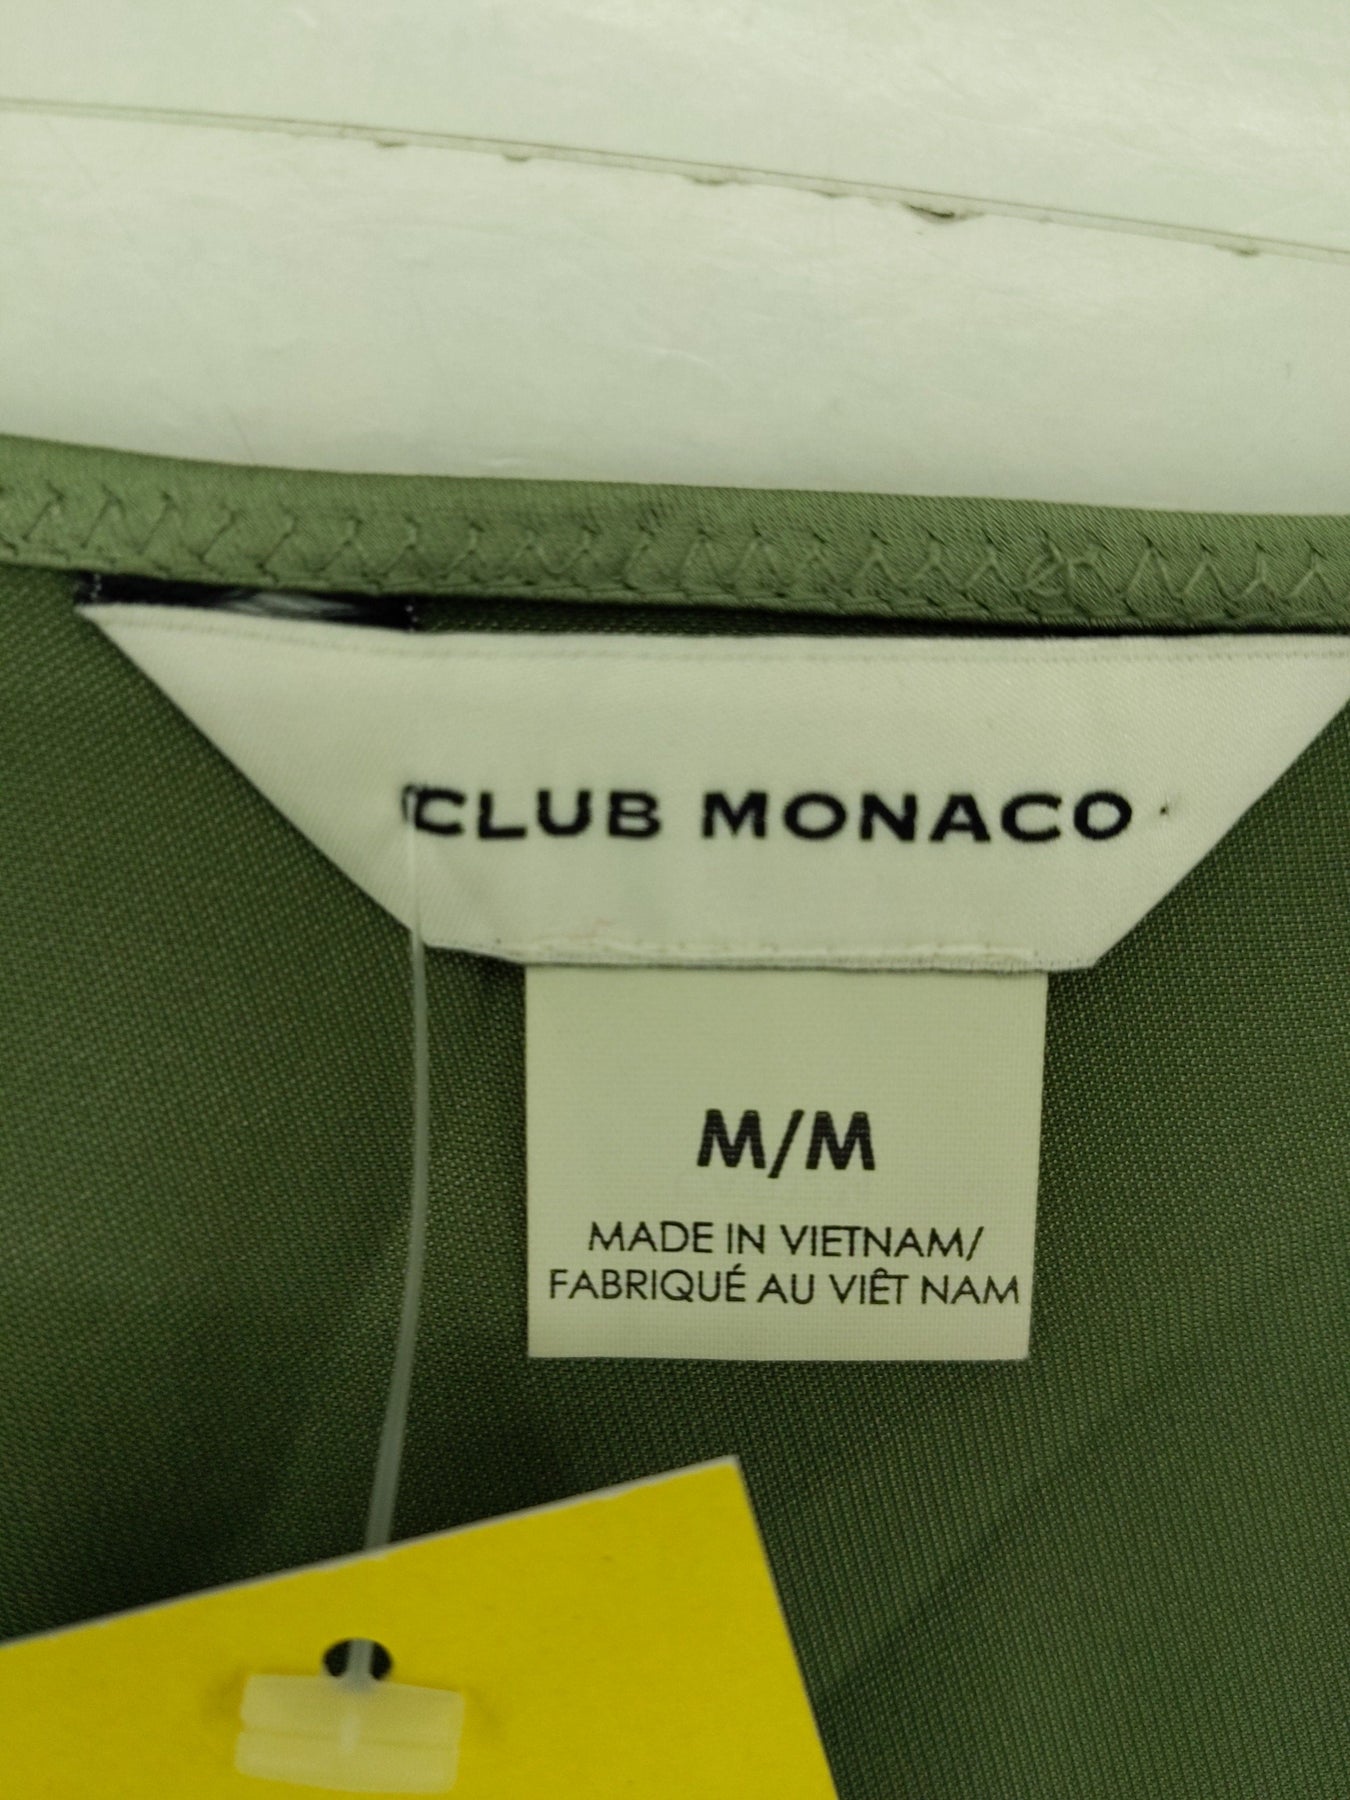 CLUB MONACO
M/M
MADE IN VIETNAM/
FABRIQUÉ AU VIÊT NAM